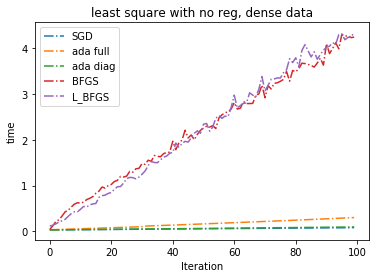 least square with no reg, dense data
SGD
ada full
ada diag
BFGS
L_BFGS
time
4
3
2
1
0
0 20 40 60 80 100
Iteration